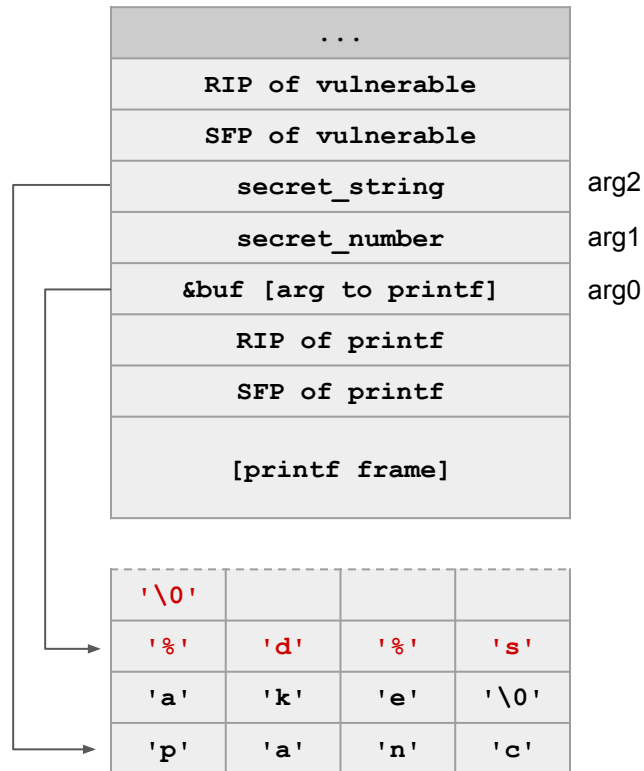 ...
RIP of vulnerable
SFP of vulnerable
secret_string arg2
secret_number arg1
&buf [arg to printf] arg0
RIP of printf
SFP of printf
[printf frame]
'\0'
'%' 'd' '%' 's'
'a' 'k' 'e' '\0'
'p' 'a' 'n' 'c'